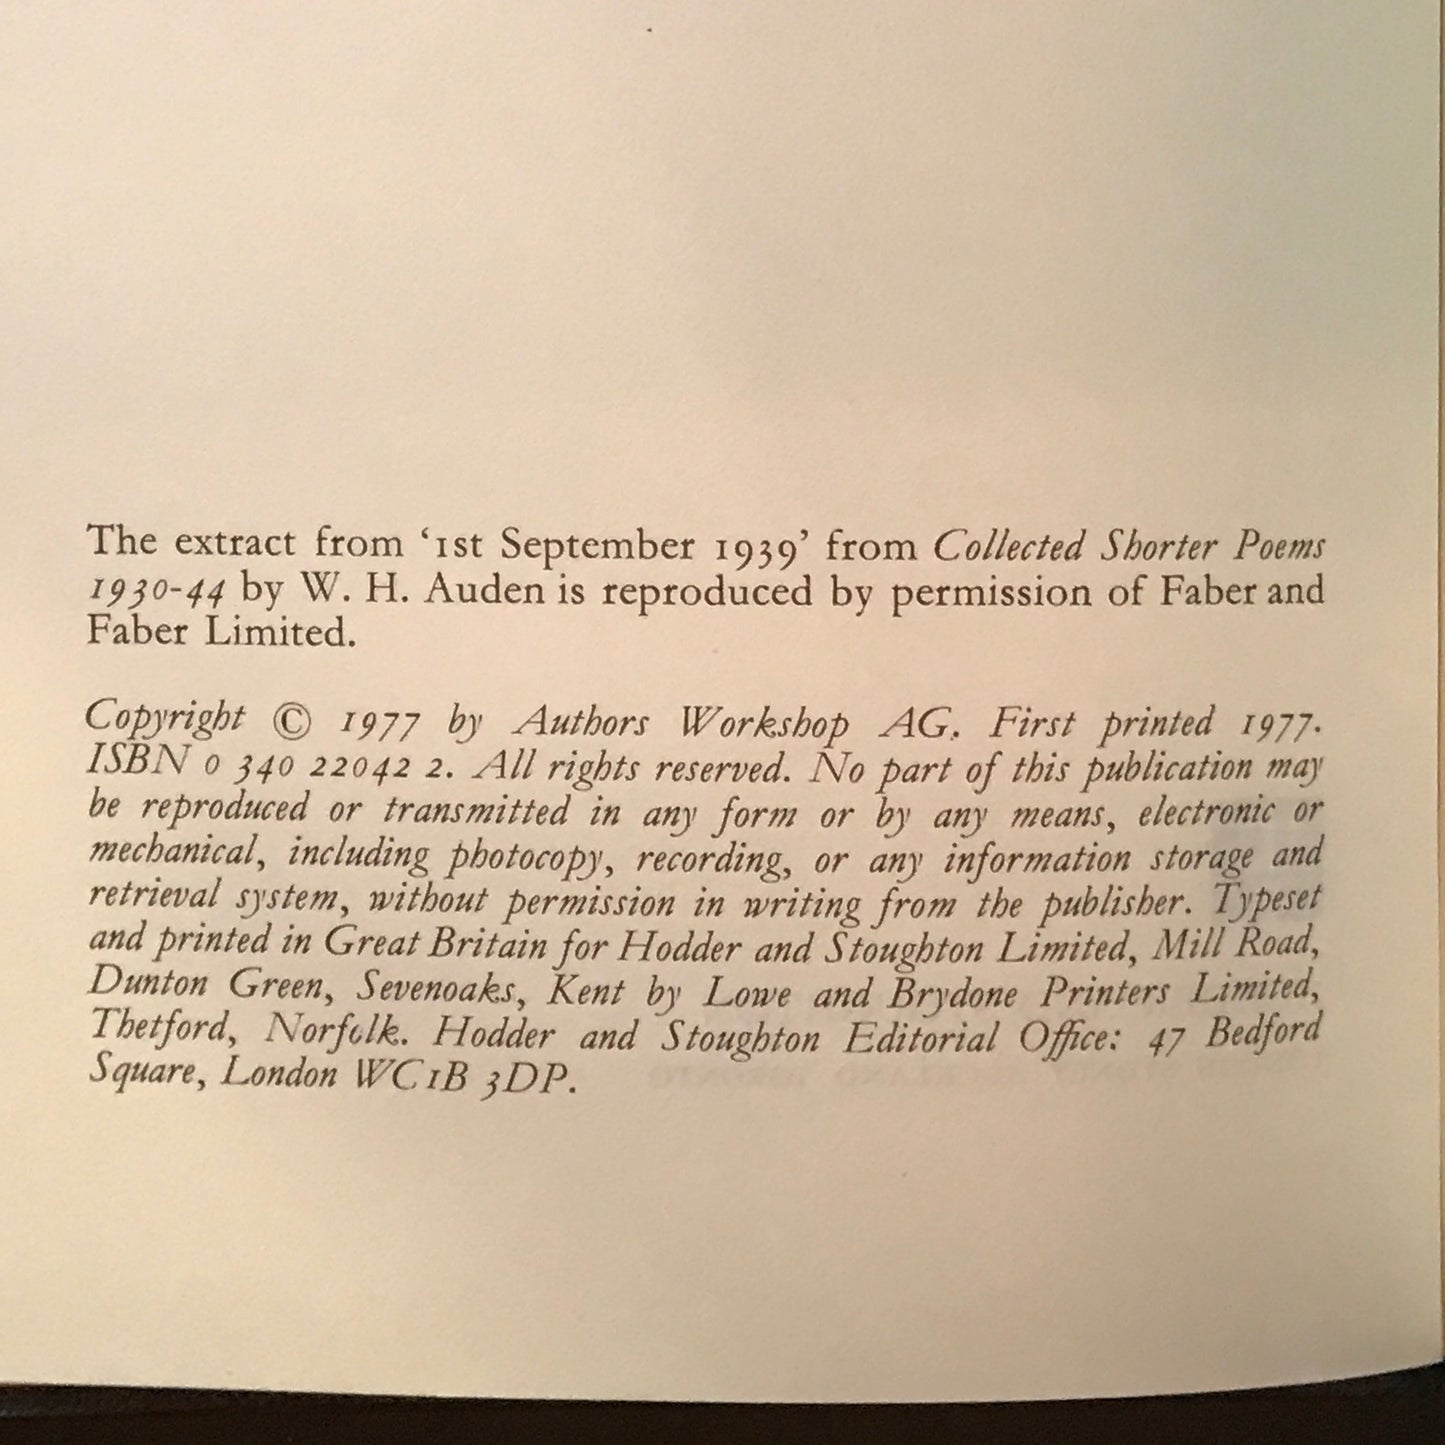 The extract from ‘1st September 1939’ from Collected Shorter Poems
1930-44 by W. H. Auden is reproduced by permission of Faber and
Faber Limited.
Copyright © 1977 by Authors Workshop AG. First printed 1977.
ISBN 0 340 22042 2. All rights reserved. No part of this publication may
be reproduced or transmitted in any form or by any means, electronic or
mechanical, including photocopy, recording, or any information storage and
retrieval system, without permission in writing from the publisher. Typeset
and printed in Great Britain for Hodder and Stoughton Limited, Mill Road,
Dunton Green, Sevenoaks, Kent by Lowe and Brydone Printers Limited,
Thetford, Norfolk. Hodder and Stoughton Editorial Office: 47 Bedford
Square, London WC1B 3DP.